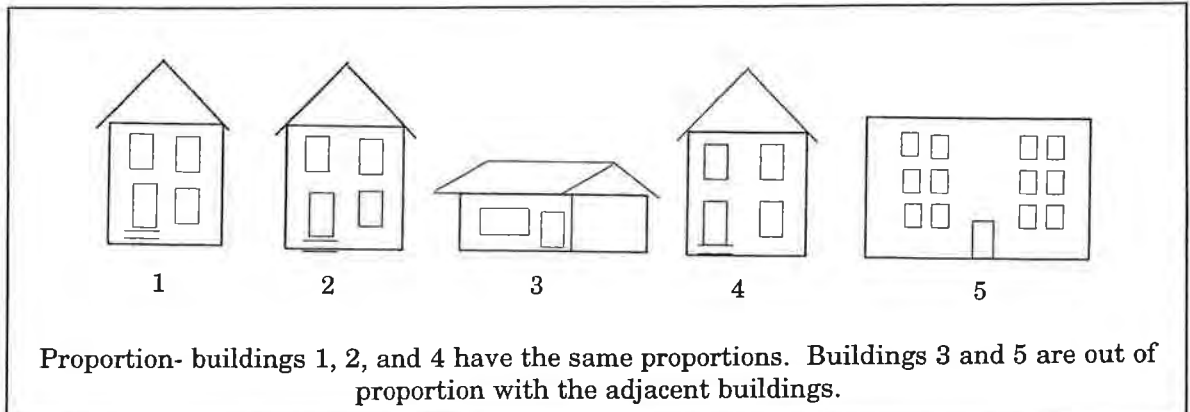 1 2 3 4 5
Proportion- buildings 1, 2, and 4 have the same proportions. Buildings 3 and 5 are out of
proportion with the adjacent buildings.